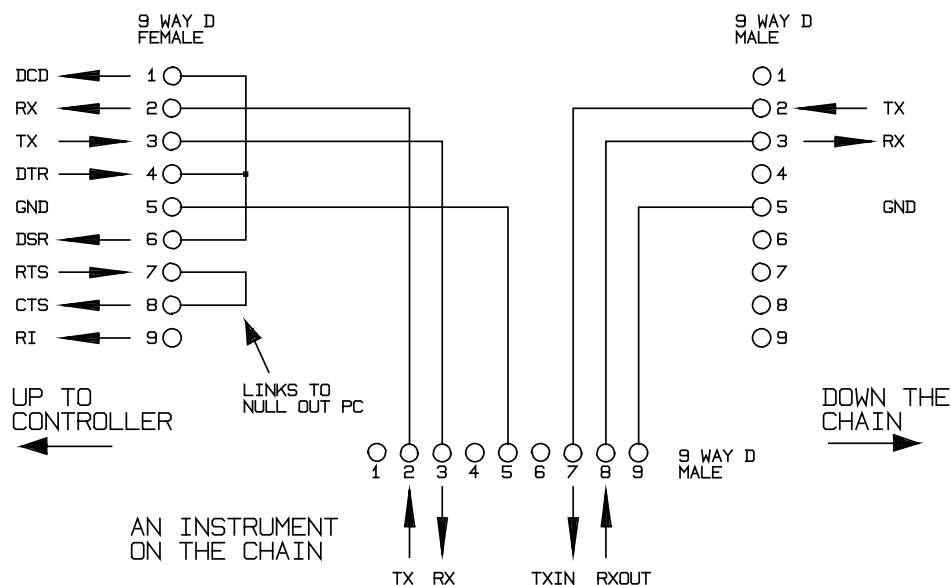 9 WAY D
FEMALE
9 WAY D
MALE
DCD 1
RX 2
TX 3
DTR 4
GND 5
DSR 6
RTS 7
CTS 8
RI 9
1
2 TX
3 RX
4
5 GND
6
7
8
9
LINKS TO
NULL OUT PC
UP TO
CONTROLLER
DOWN THE
CHAIN
1 2 3 4 5 6 7 8 9
9 WAY D
MALE
AN INSTRUMENT
ON THE CHAIN
TX RX TXIN RXOUT